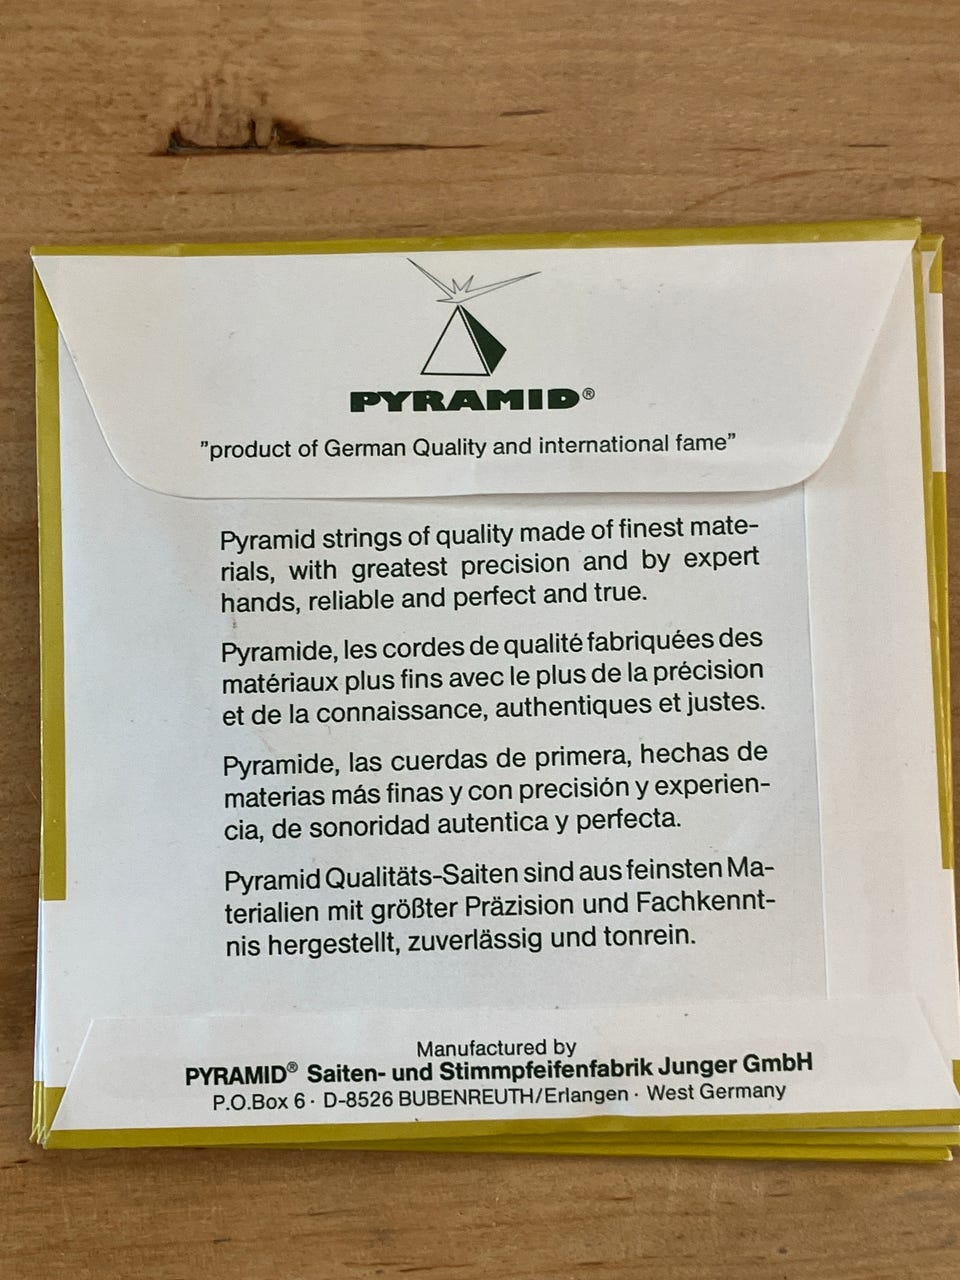 PYRAMID®
"product of German Quality and international fame"
Pyramid strings of quality made of finest mate-
rials, with greatest precision and by expert
hands, reliable and perfect and true.
Pyramide, les cordes de qualité fabriquées des
matériaux plus fins avec le plus de la précision
et de la connaissance, authentiques et justes.
Pyramide, las cuerdas de primera, hechas de
materias más finas y con precisión y experien-
cia, de sonoridad autentica y perfecta.
Pyramid Qualitäts-Saiten sind aus feinsten Ma-
terialien mit größter Präzision und Fachkennt-
nis hergestellt, zuverlässig und tonrein.
Manufactured by
PYRAMID® Saiten- und Stimmpfeifenfabrik Junger GmbH
P.O.Box 6 · D-8526 BUBENREUTH/Erlangen · West Germany